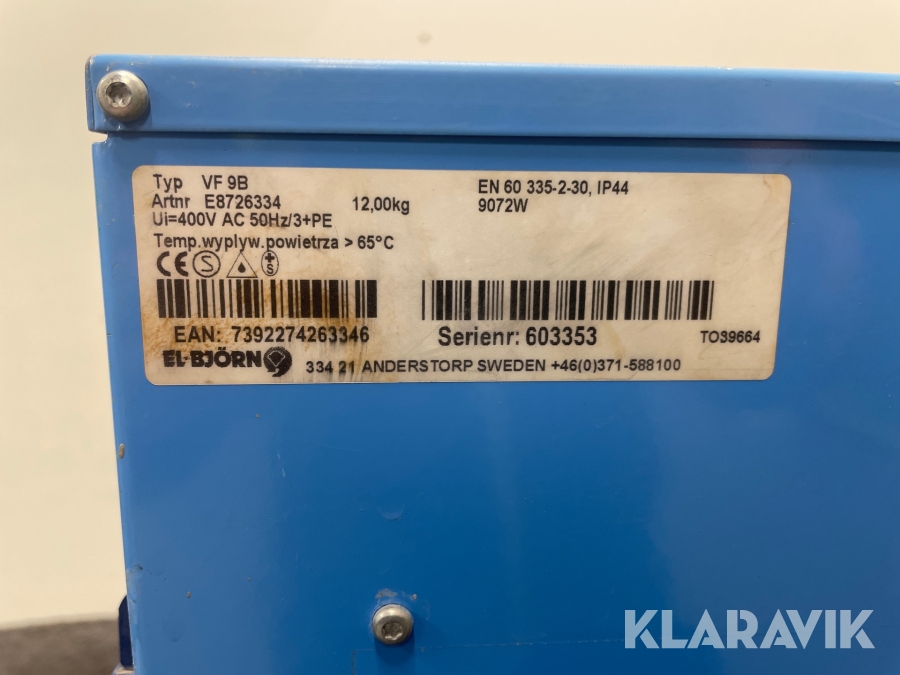 Typ VF 9B
EN 60 335-2-30, IP44
Artnr E8726334 12,00kg
9072W
Ui=400V AC 50Hz/3+PE
Temp.wyplyw.powietrza > 65°C
CE S S
EAN: 7392274263346 Serienr: 603353 TO39664
EL-BJÖRN 334 21 ANDERSTORP SWEDEN +46(0)371-588100
KLARAVIK